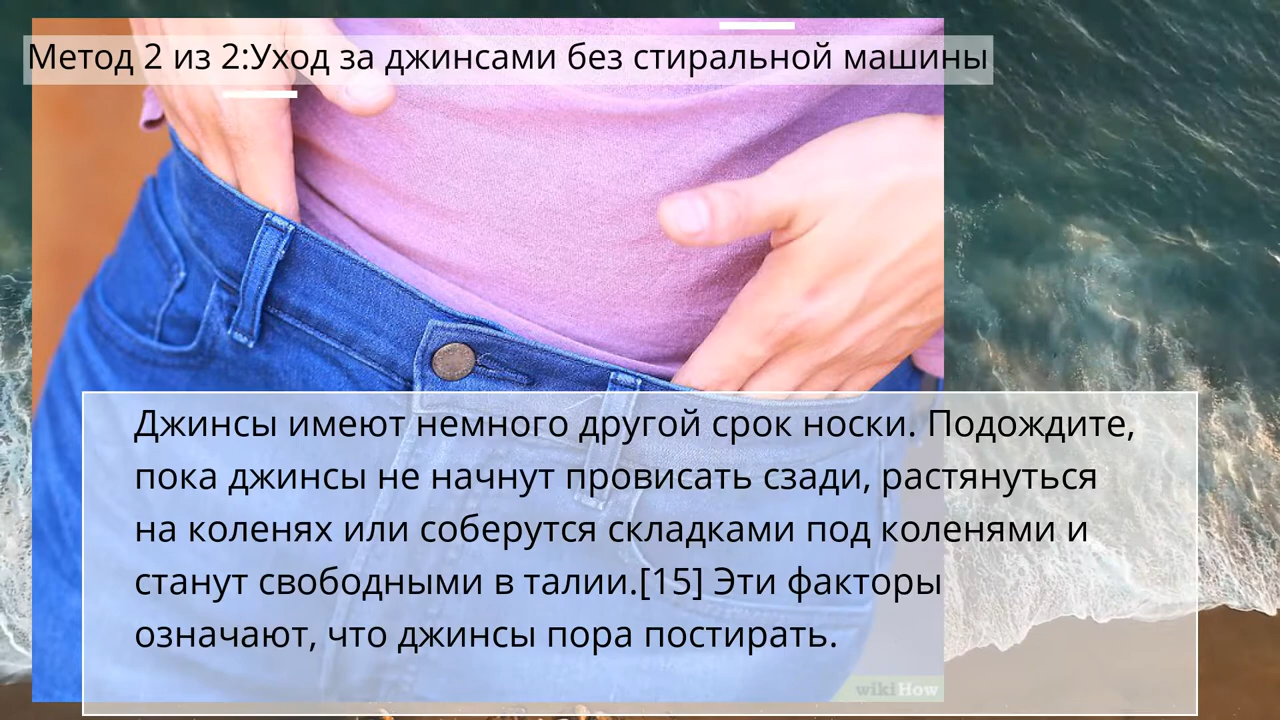 Метод 2 из 2:Уход за джинсами без стиральной машины
Джинсы имеют немного другой срок носки. Подождите,
пока джинсы не начнут провисать сзади, растянуться
на коленях или соберутся складками под коленями и
станут свободными в талии.[15] Эти факторы
означают, что джинсы пора постирать.
wikiHow